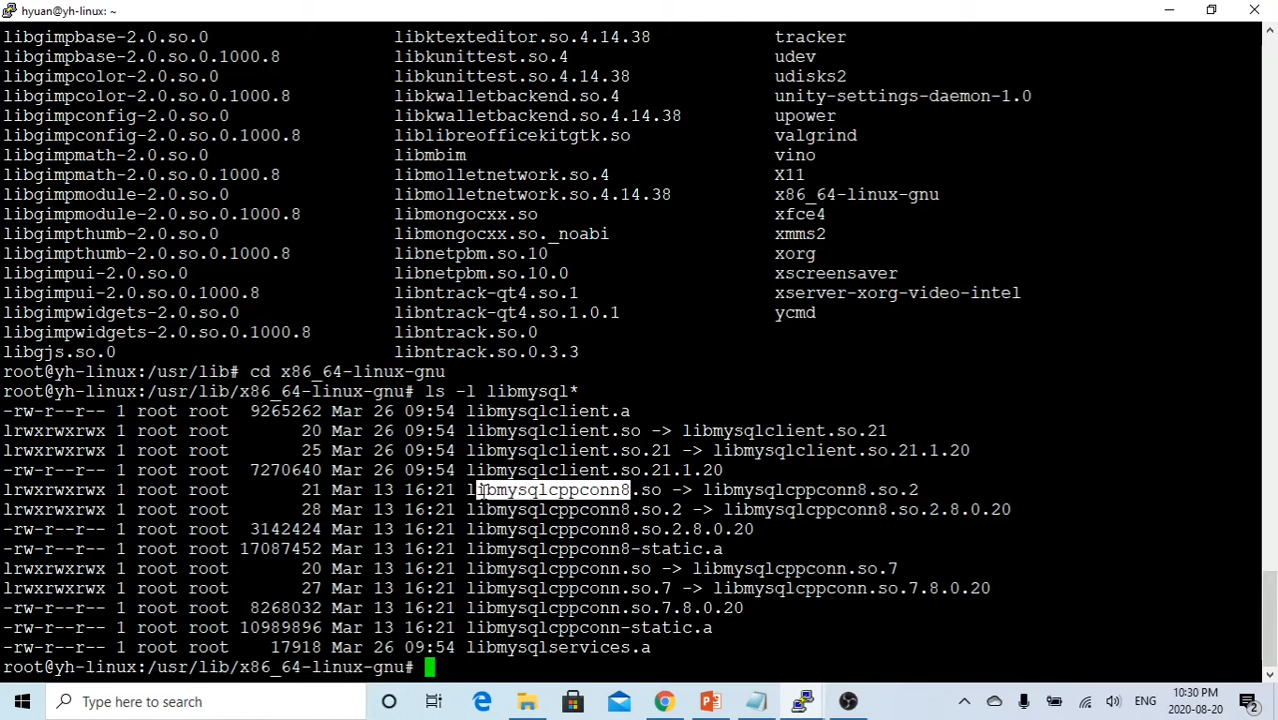 hyuan@yh-linux: ~
libgimpbase-2.0.so.0 libktexteditor.so.4.14.38 tracker
libgimpbase-2.0.so.0.1000.8 libkunittest.so.4 udev
libgimpcolor-2.0.so.0 libkunittest.so.4.14.38 udisks2
libgimpcolor-2.0.so.0.1000.8 libkwalletbackend.so.4 unity-settings-daemon-1.0
libgimpconfig-2.0.so.0 libkwalletbackend.so.4.14.38 upower
libgimpconfig-2.0.so.0.1000.8 liblibreofficekitgtk.so valgrind
libgimpmath-2.0.so.0 libmbim vino
libgimpmath-2.0.so.0.1000.8 libmolletnetwork.so.4 X11
libgimpmodule-2.0.so.0 libmolletnetwork.so.4.14.38 x86_64-linux-gnu
libgimpmodule-2.0.so.0.1000.8 libmongocxx.so xfce4
libgimpthumb-2.0.so.0 libmongocxx.so._noabi xmms2
libgimpthumb-2.0.so.0.1000.8 libnetpbm.so.10 xorg
libgimpui-2.0.so.0 libnetpbm.so.10.0 xscreensaver
libgimpui-2.0.so.0.1000.8 libntrack-qt4.so.1 xserver-xorg-video-intel
libgimpwidgets-2.0.so.0 libntrack-qt4.so.1.0.1 ycmd
libgimpwidgets-2.0.so.0.1000.8 libntrack.so.0
libgjs.so.0 libntrack.so.0.3.3
root@yh-linux:/usr/lib# cd x86_64-linux-gnu
root@yh-linux:/usr/lib/x86_64-linux-gnu# ls -l libmysql*
-rw-r--r-- 1 root root 9265262 Mar 26 09:54 libmysqlclient.a
lrwxrwxrwx 1 root root 20 Mar 26 09:54 libmysqlclient.so -> libmysqlclient.so.21
lrwxrwxrwx 1 root root 25 Mar 26 09:54 libmysqlclient.so.21 -> libmysqlclient.so.21.1.20
-rw-r--r-- 1 root root 7270640 Mar 26 09:54 libmysqlclient.so.21.1.20
lrwxrwxrwx 1 root root 21 Mar 13 16:21 libmysqlcppconn8.so -> libmysqlcppconn8.so.2
lrwxrwxrwx 1 root root 28 Mar 13 16:21 libmysqlcppconn8.so.2 -> libmysqlcppconn8.so.2.8.0.20
-rw-r--r-- 1 root root 3142424 Mar 13 16:21 libmysqlcppconn8.so.2.8.0.20
-rw-r--r-- 1 root root 17087452 Mar 13 16:21 libmysqlcppconn8-static.a
lrwxrwxrwx 1 root root 20 Mar 13 16:21 libmysqlcppconn.so -> libmysqlcppconn.so.7
lrwxrwxrwx 1 root root 27 Mar 13 16:21 libmysqlcppconn.so.7 -> libmysqlcppconn.so.7.8.0.20
-rw-r--r-- 1 root root 8268032 Mar 13 16:21 libmysqlcppconn.so.7.8.0.20
-rw-r--r-- 1 root root 10989896 Mar 13 16:21 libmysqlcppconn-static.a
-rw-r--r-- 1 root root 17918 Mar 26 09:54 libmysqlservices.a
root@yh-linux:/usr/lib/x86_64-linux-gnu#
Type here to search
ENG
10:30 PM
2020-08-20
2